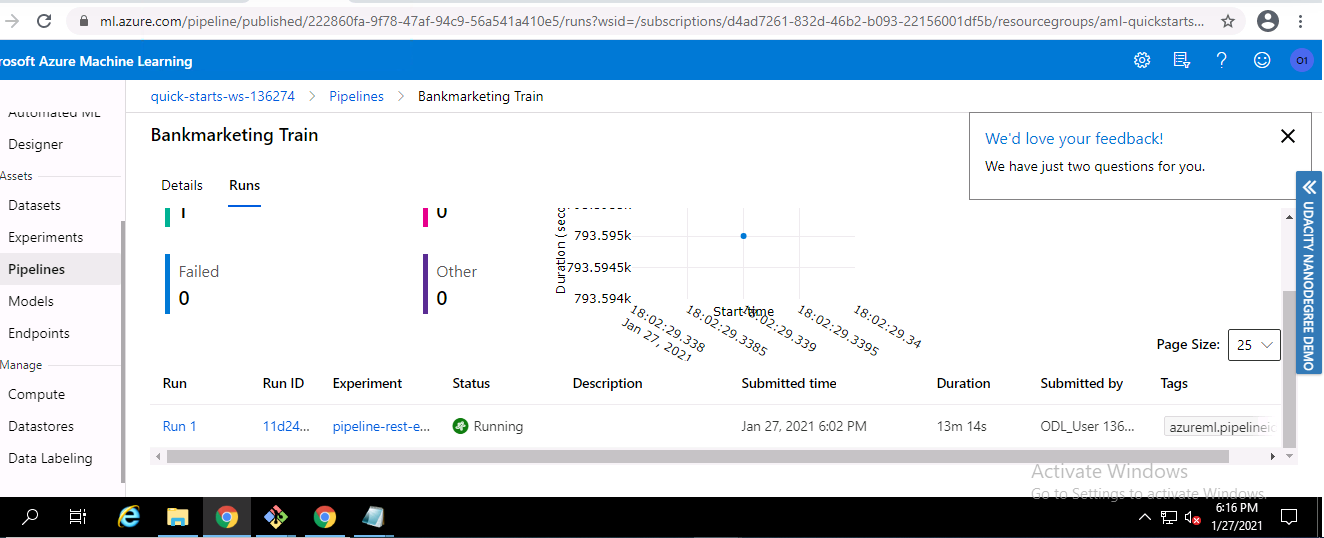 ml.azure.com/pipeline/published/222860fa-9f78-47af-94c9-56a541a410e5/runs?wsid=/subscriptions/d4ad7261-832d-46b2-b093-22156001df5b/resourcegroups/aml-quickstarts...
rosoft Azure Machine Learning
O1
quick-starts-ws-136274 > Pipelines > Bankmarketing Train
Automated ML
Designer
Assets
Datasets
Experiments
Pipelines
Models
Endpoints
Manage
Compute
Datastores
Data Labeling
Bankmarketing Train
We'd love your feedback!
We have just two questions for you.
Details Runs
1
0
Failed
0
Other
0
Duration (seco
793.595k
793.5945k
793.594k
18:02:29.338
Jan 27, 2021
18:02:29.3385
18:02:29.339
18:02:29.3395
18:02:29.34
Start time
UDACITY NANODEGREE DEMO
Page Size: 25
Run Run ID Experiment Status Description Submitted time Duration Submitted by Tags
Run 1 11d24... pipeline-rest-e... Running Jan 27, 2021 6:02 PM 13m 14s ODL_User 136... azureml.pipelineid
Activate Windows
Go to Settings to activate Windows.
6:16 PM
1/27/2021